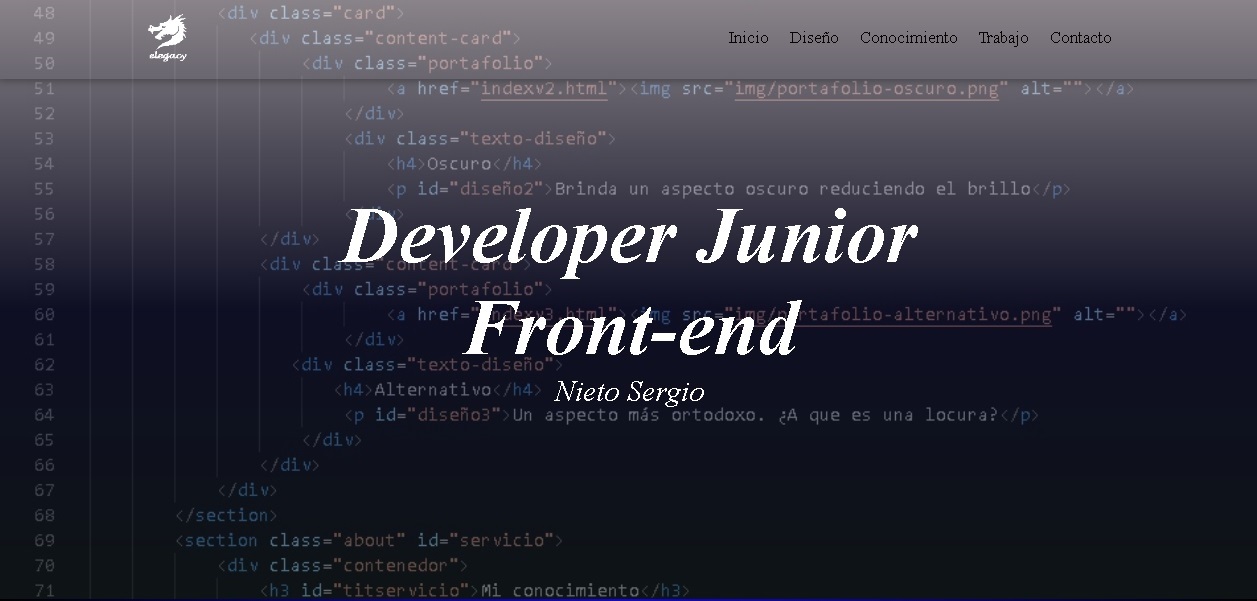 elegacy
Inicio Diseño Conocimiento Trabajo Contacto
48 <div class="card">
49 <div class="content-card">
50 <div class="portafolio">
51 <a href="indexv2.html"><img src="img/portafolio-oscuro.png" alt=""></a>
52 </div>
53 <div class="texto-diseño">
54 <h4>Oscuro</h4>
55 <p id="diseño2">Brinda un aspecto oscuro reduciendo el brillo</p>
56 </div>
Developer Junior
57 </div>
58 <div class="content-card">
59 <div class="portafolio">
60 <a href="indexv3.html"><img src="img/portafolio-alternativo.png" alt=""></a>
Front-end
61 </div>
62 <div class="texto-diseño">
63 <h4>Alternativo</h4>
Nieto Sergio
64 <p id="diseño3">Un aspecto más ortodoxo. ¿A que es una locura?</p>
65 </div>
66 </div>
67 </div>
68 </section>
69 <section class="about" id="servicio">
70 <div class="contenedor">
71 <h3 id="titservicio">Mi conocimiento</h3>